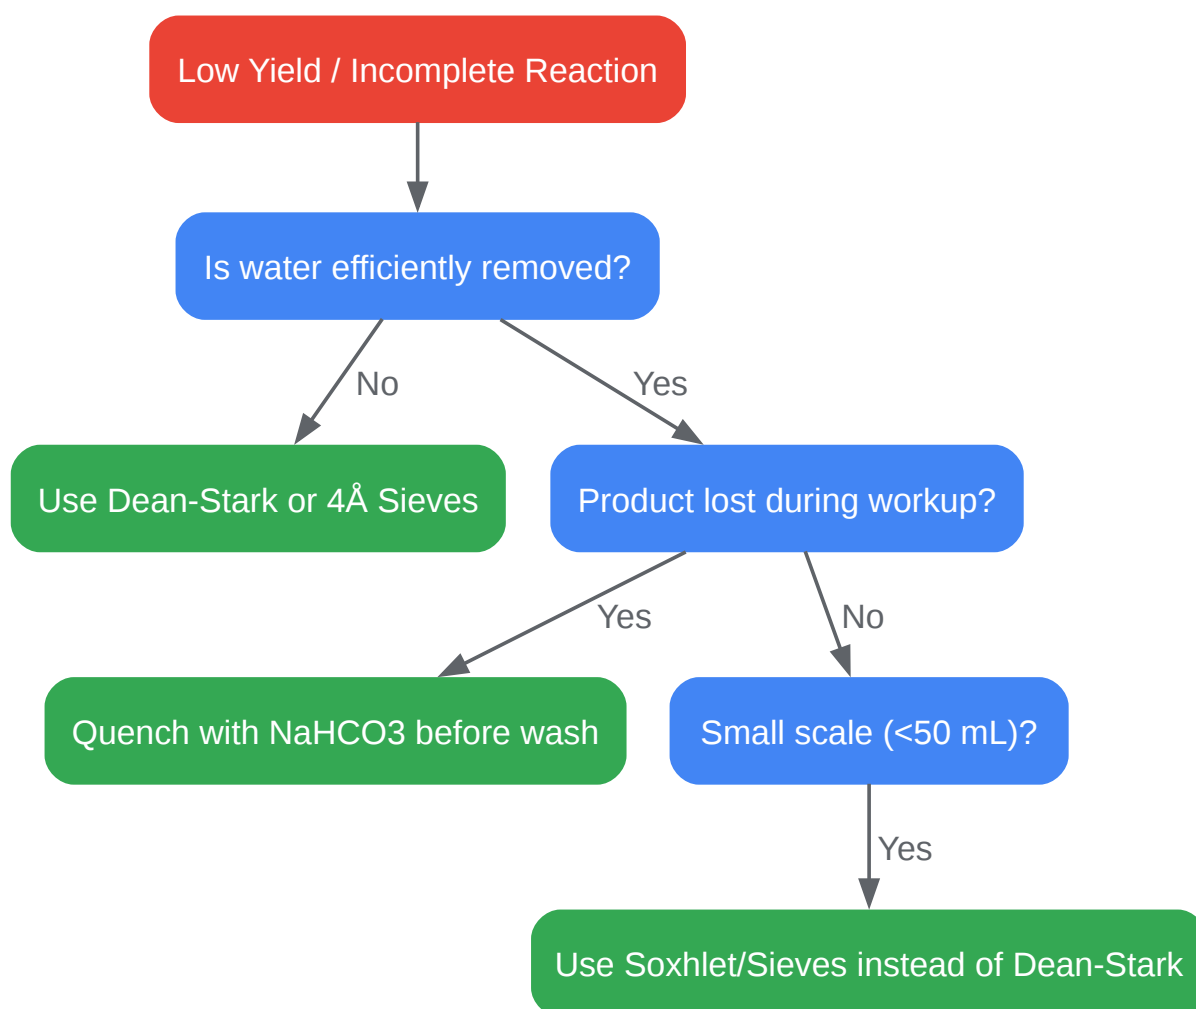 Low Yield / Incomplete Reaction
Is water efficiently removed?
No
Yes
Use Dean-Stark or 4Å Sieves
Product lost during workup?
Yes
No
Quench with NaHCO3 before wash
Small scale (<50 mL)?
Yes
Use Soxhlet/Sieves instead of Dean-Stark